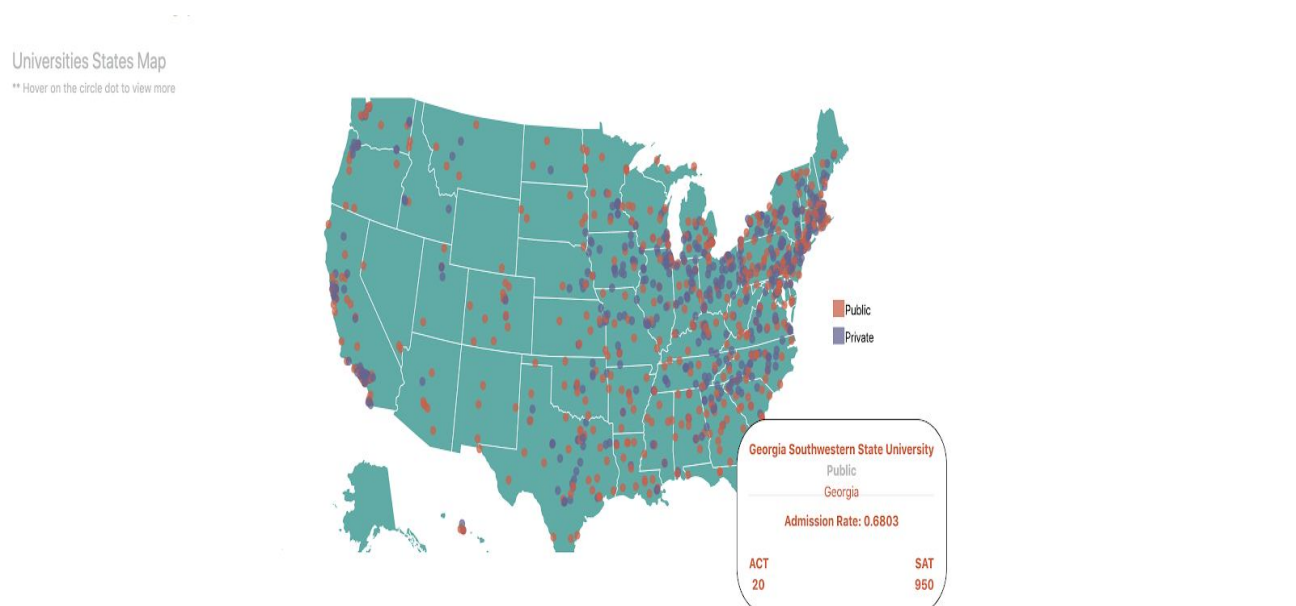 Universities States Map
** Hover on the circle dot to view more
Public
Private
Georgia Southwestern State University
Public
Georgia
Admission Rate: 0.6803
ACT SAT
20 950